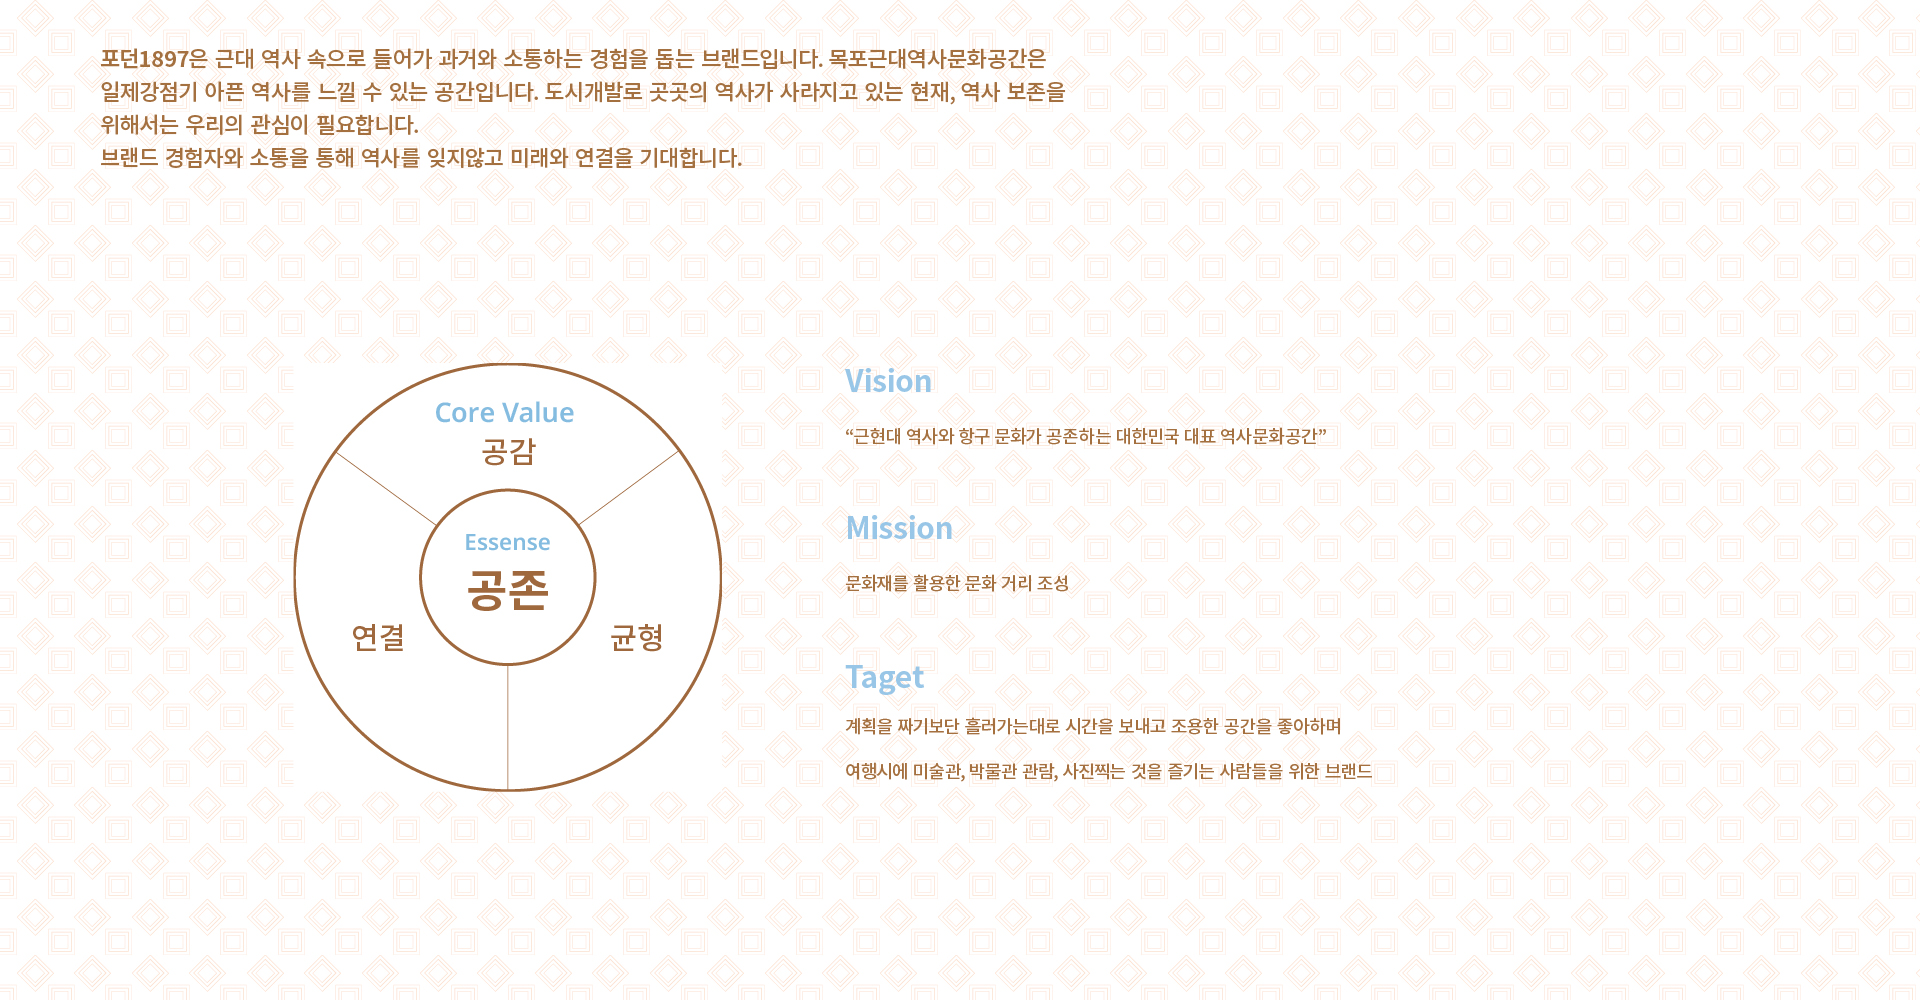 포던1897은 근대 역사 속으로 들어가 과거와 소통하는 경험을 돕는 브랜드입니다. 목포근대역사문화공간은
일제강점기 아픈 역사를 느낄 수 있는 공간입니다. 도시개발로 곳곳의 역사가 사라지고 있는 현재, 역사 보존을
위해서는 우리의 관심이 필요합니다.
브랜드 경험자와 소통을 통해 역사를 잊지않고 미래와 연결을 기대합니다.
Core Value
공감
Essense
공존
연결
균형
Vision
“근현대 역사와 항구 문화가 공존하는 대한민국 대표 역사문화공간”
Mission
문화재를 활용한 문화 거리 조성
Taget
계획을 짜기보단 흘러가는대로 시간을 보내고 조용한 공간을 좋아하며
여행시에 미술관, 박물관 관람, 사진찍는 것을 즐기는 사람들을 위한 브랜드